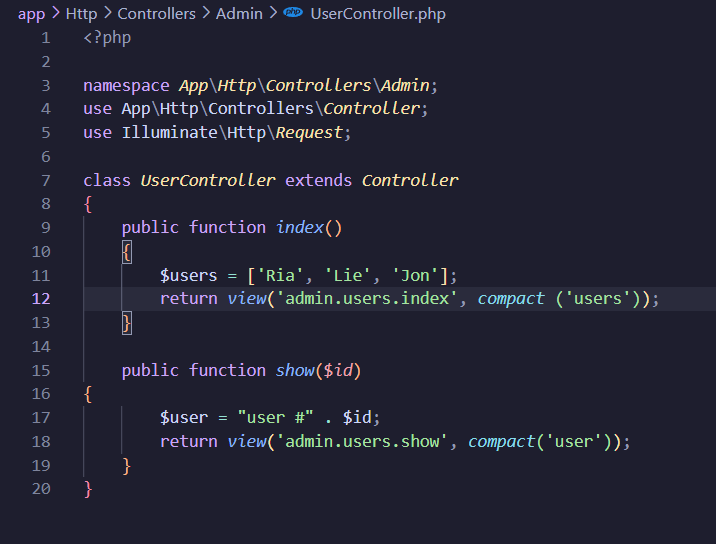 app > Http > Controllers > Admin > php UserController.php
1 <?php
2
3 namespace App\Http\Controllers\Admin;
4 use App\Http\Controllers\Controller;
5 use Illuminate\Http\Request;
6
7 class UserController extends Controller
8 {
9     public function index()
10     {
11         $users = ['Ria', 'Lie', 'Jon'];
12         return view('admin.users.index', compact ('users'));
13     }
14
15     public function show($id)
16 {
17         $user = "user #" . $id;
18         return view('admin.users.show', compact('user'));
19     }
20 }